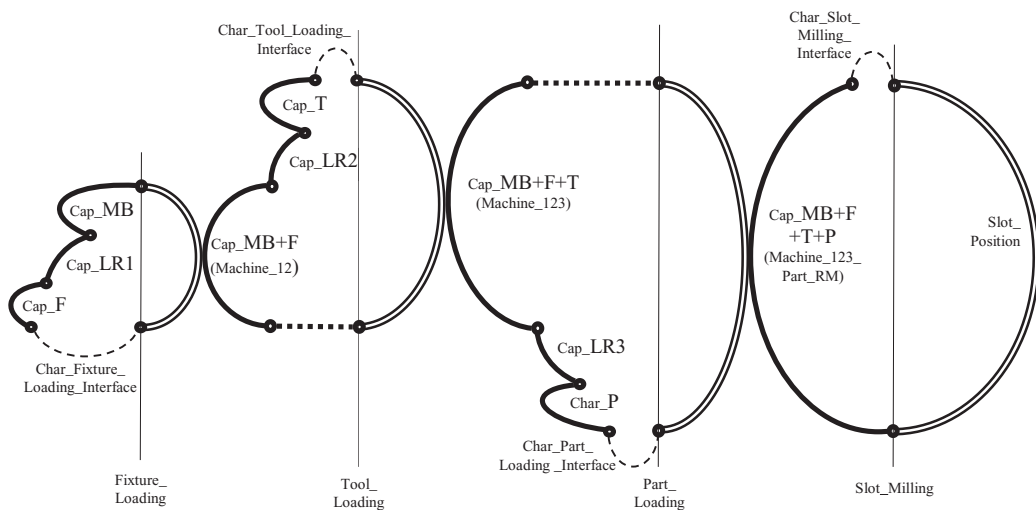 Char_Tool_Loading_
Interface
Cap_T
Cap_LR2
Cap_MB
Cap_LR1
Cap_F
Char_Fixture_
Loading_Interface
Cap_MB+F
(Machine_12)
Fixture_
Loading
Tool_
Loading
Cap_MB+F+T
(Machine_123)
Cap_LR3
Char_P
Char_Part_
Loading _Interface
Part_
Loading
Char_Slot_
Milling_
Interface
Cap_MB+F
+T+P
(Machine_123_
Part_RM)
Slot_
Position
Slot_Milling